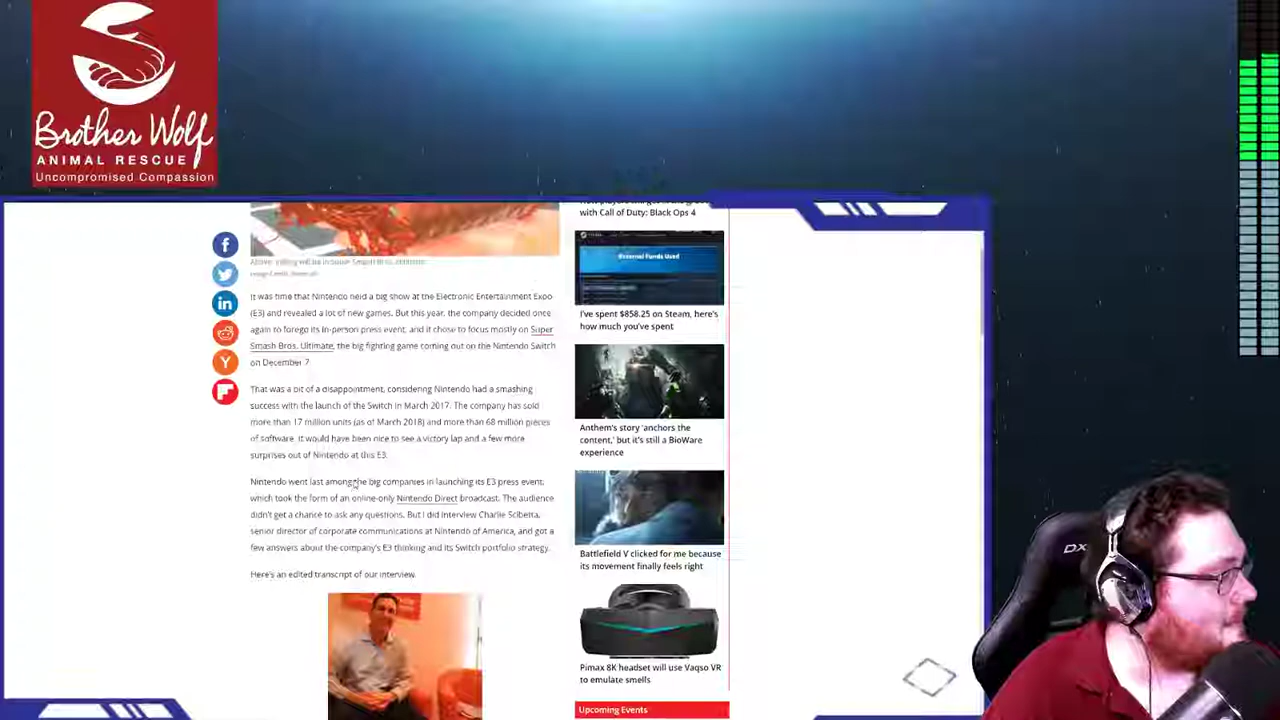 Brother Wolf
ANIMAL RESCUE
Uncompromised Compassion
with Call of Duty: Black Ops 4
External Funds Used
I've spent $858.25 on Steam, here's
how much you've spent
Anthem's story 'anchors the
content,' but it's still a BioWare
experience
Battlefield V clicked for me because
its movement finally feels right
Pimax 8K headset will use Vaqso VR
to emulate smells
Upcoming Events
f
in
Y
It was time that Nintendo held a big show at the Electronic Entertainment Expo
(E3) and revealed a lot of new games. But this year, the company decided once
again to forego its in-person press event, and it chose to focus mostly on Super
Smash Bros. Ultimate, the big fighting game coming out on the Nintendo Switch
on December 7.
That was a bit of a disappointment, considering Nintendo had a smashing
success with the launch of the Switch in March 2017. The company has sold
more than 17 million units (as of March 2018) and more than 68 million pieces
of software. It would have been nice to see a victory lap and a few more
surprises out of Nintendo at this E3.
Nintendo went last among the big companies in launching its E3 press event,
which took the form of an online-only Nintendo Direct broadcast. The audience
didn't get a chance to ask any questions. But I did interview Charlie Scibetta,
senior director of corporate communications at Nintendo of America, and got a
few answers about the company's E3 thinking and its Switch portfolio strategy.
Here's an edited transcript of our interview.
DX